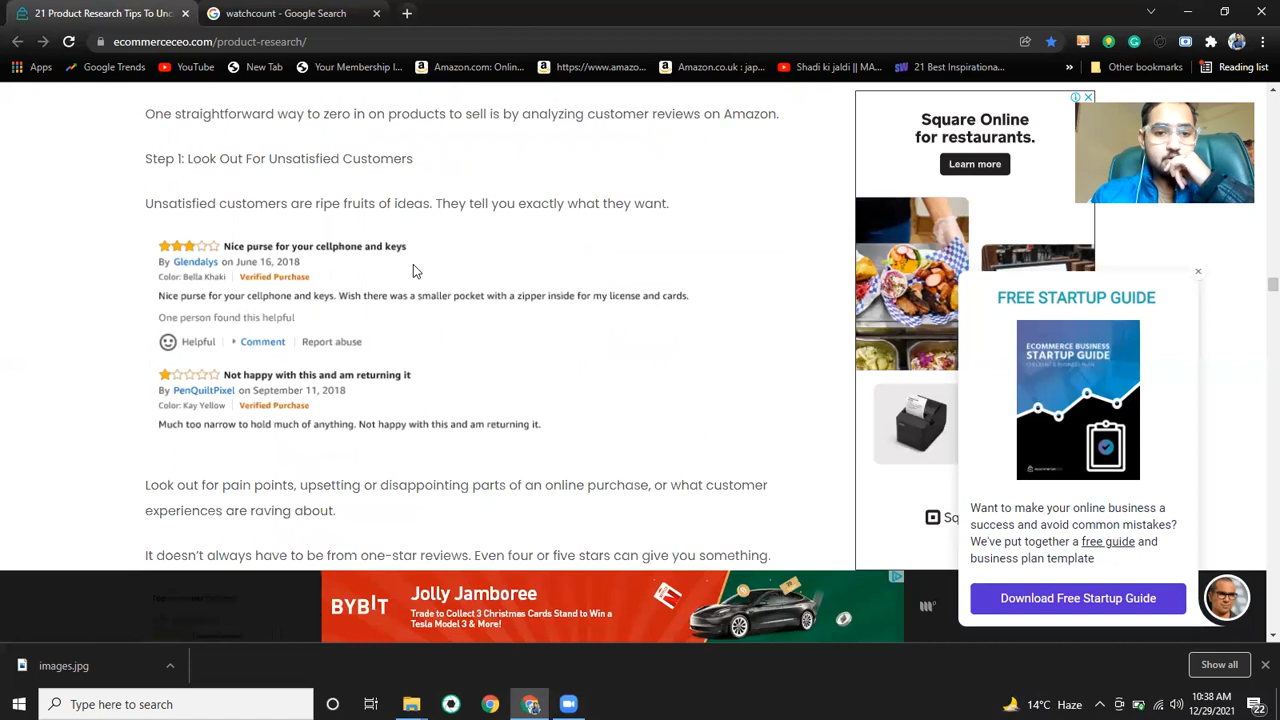 21 Product Research Tips To Unc
watchcount - Google Search
ecommerceceo.com/product-research/
Apps
Google Trends
YouTube
New Tab
Your Membership I...
Amazon.com: Onlin...
https://www.amazo...
Amazon.co.uk : jap...
Shadi ki jaldi || MA...
21 Best Inspirationa...
Other bookmarks
Reading list
One straightforward way to zero in on products to sell is by analyzing customer reviews on Amazon.
Step 1: Look Out For Unsatisfied Customers
Unsatisfied customers are ripe fruits of ideas. They tell you exactly what they want.
Nice purse for your cellphone and keys
By Glendalys on June 16, 2018
Color: Bella Khaki | Verified Purchase
Nice purse for your cellphone and keys. Wish there was a smaller pocket with a zipper inside for my license and cards.
One person found this helpful
Helpful | Comment | Report abuse
Not happy with this and am returning it
By PenQuiltPixel on September 11, 2018
Color: Kay Yellow | Verified Purchase
Much too narrow to hold much of anything. Not happy with this and am returning it.
Look out for pain points, upsetting or disappointing parts of an online purchase, or what customer
experiences are raving about.
It doesn't always have to be from one-star reviews. Even four or five stars can give you something.
Square Online
for restaurants.
Learn more
Sq
FREE STARTUP GUIDE
ECOMMERCE BUSINESS
STARTUP GUIDE
Want to make your online business a
success and avoid common mistakes?
We've put together a free guide and
business plan template
Download Free Startup Guide
BYBIT
Jolly Jamboree
Trade to Collect 3 Christmas Cards Stand to Win a
Tesla Model 3 & More!
images.jpg
Show all
Type here to search
14°C Haze
10:38 AM
12/29/2021
22